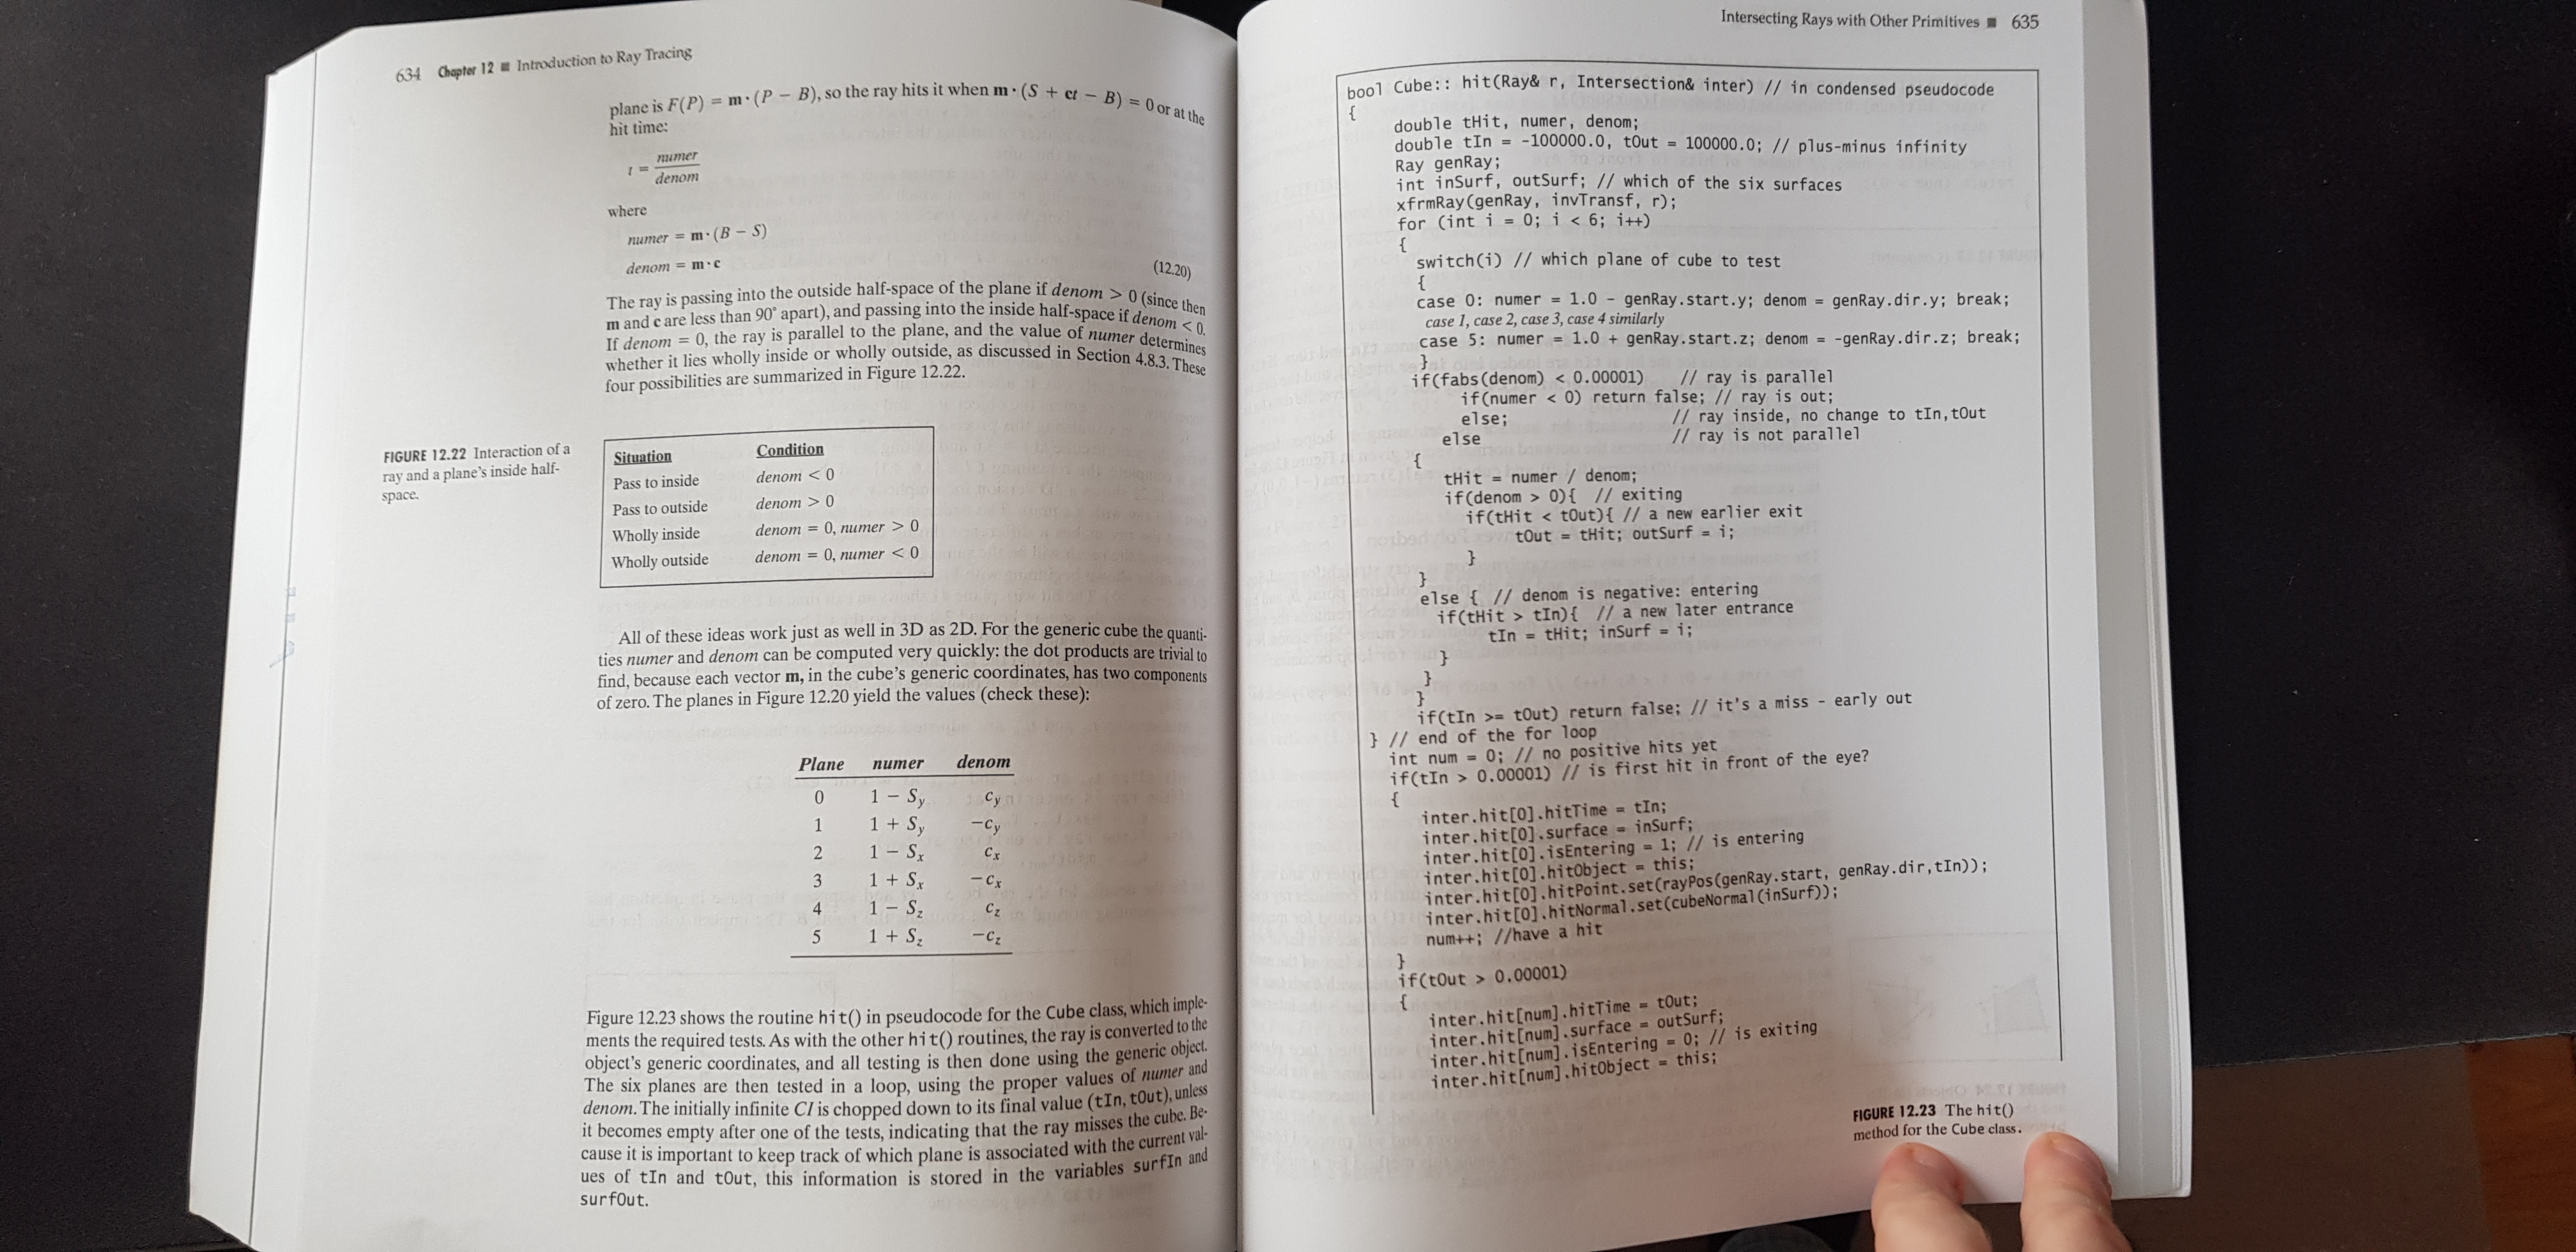 634 Chapter 12 ■ Introduction to Ray Tracing
plane is F(P) = m · (P − B), so the ray hits it when m · (S + ct − B) = 0 or at the
hit time:
t = numer / denom
where
numer = m · (B − S)
denom = m · c
(12.20)
The ray is passing into the outside half-space of the plane if denom > 0 (since then
m and c are less than 90° apart), and passing into the inside half-space if denom < 0.
If denom = 0, the ray is parallel to the plane, and the value of numer determines
whether it lies wholly inside or wholly outside, as discussed in Section 4.8.3. These
four possibilities are summarized in Figure 12.22.
FIGURE 12.22 Interaction of a
ray and a plane's inside half-
space.
Situation Condition
Pass to inside denom < 0
Pass to outside denom > 0
Wholly inside denom = 0, numer > 0
Wholly outside denom = 0, numer < 0
All of these ideas work just as well in 3D as 2D. For the generic cube the quanti-
ties numer and denom can be computed very quickly: the dot products are trivial to
find, because each vector m, in the cube's generic coordinates, has two components
of zero. The planes in Figure 12.20 yield the values (check these):
Plane numer denom
0 1 − Sy cy
1 1 + Sy −cy
2 1 − Sx cx
3 1 + Sx −cx
4 1 − Sz cz
5 1 + Sz −cz
Figure 12.23 shows the routine hit() in pseudocode for the Cube class, which imple-
ments the required tests. As with the other hit() routines, the ray is converted to the
object's generic coordinates, and all testing is then done using the generic object.
The six planes are then tested in a loop, using the proper values of numer and
denom. The initially infinite CI is chopped down to its final value (tIn, tOut), unless
it becomes empty after one of the tests, indicating that the ray misses the cube. Be-
cause it is important to keep track of which plane is associated with the current val-
ues of tIn and tOut, this information is stored in the variables surfIn and
surfOut.
Intersecting Rays with Other Primitives ■ 635
bool Cube:: hit(Ray& r, Intersection& inter) // in condensed pseudocode
{
double tHit, numer, denom;
double tIn = -100000.0, tOut = 100000.0; // plus-minus infinity
Ray genRay;
int inSurf, outSurf; // which of the six surfaces
xfrmRay(genRay, invTransf, r);
for (int i = 0; i < 6; i++)
{
switch(i) // which plane of cube to test
{
case 0: numer = 1.0 - genRay.start.y; denom = genRay.dir.y; break;
case 1, case 2, case 3, case 4 similarly
case 5: numer = 1.0 + genRay.start.z; denom = -genRay.dir.z; break;
}
if(fabs(denom) < 0.00001) // ray is parallel
if(numer < 0) return false; // ray is out;
else; // ray inside, no change to tIn,tOut
else // ray is not parallel
{
tHit = numer / denom;
if(denom > 0){ // exiting
if(tHit < tOut){ // a new earlier exit
tOut = tHit; outSurf = i;
}
}
else { // denom is negative: entering
if(tHit > tIn){ // a new later entrance
tIn = tHit; inSurf = i;
}
}
}
if(tIn >= tOut) return false; // it's a miss - early out
} // end of the for loop
int num = 0; // no positive hits yet
if(tIn > 0.00001) // is first hit in front of the eye?
{
inter.hit[0].hitTime = tIn;
inter.hit[0].surface = inSurf;
inter.hit[0].isEntering = 1; // is entering
inter.hit[0].hitObject = this;
inter.hit[0].hitPoint.set(rayPos(genRay.start, genRay.dir,tIn));
inter.hit[0].hitNormal.set(cubeNormal(inSurf));
num++; //have a hit
}
if(tOut > 0.00001)
{
inter.hit[num].hitTime = tOut;
inter.hit[num].surface = outSurf;
inter.hit[num].isEntering = 0; // is exiting
inter.hit[num].hitObject = this;
FIGURE 12.23 The hit()
method for the Cube class.